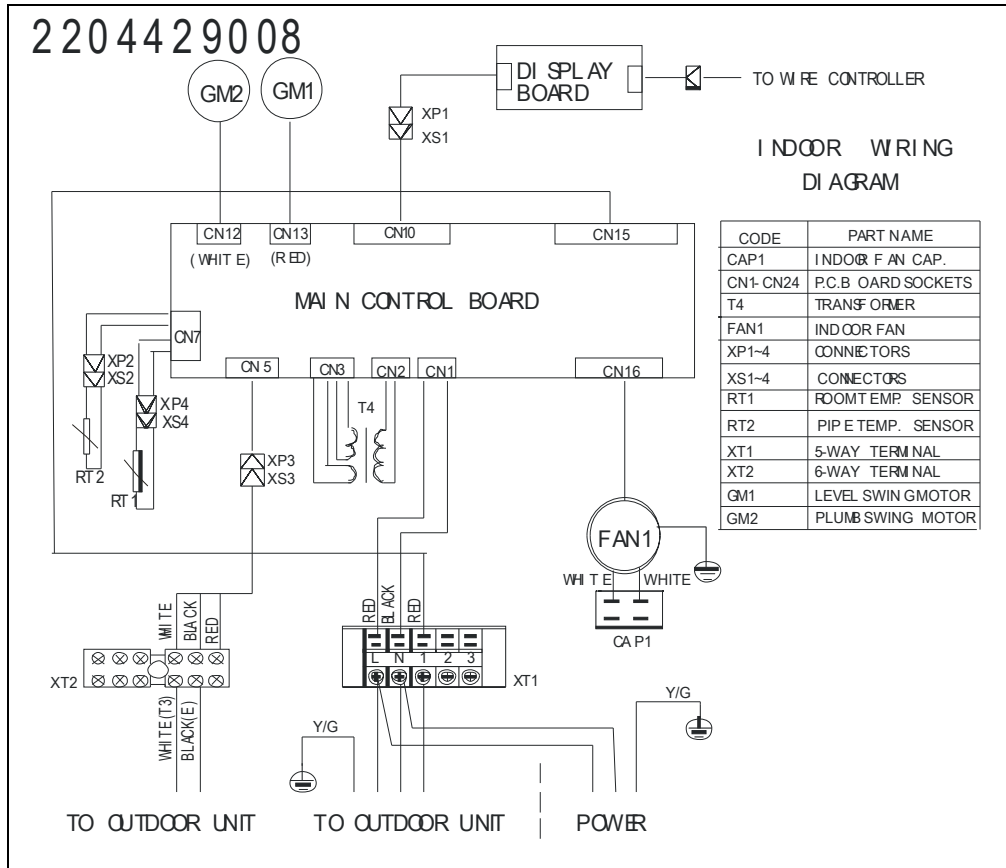 2204429008
GM2
GM1
XP1
XS1
DISPLAY
BOARD
TO WIRE CONTROLLER
INDOOR WIRING
DIAGRAM
CN12
CN13
CN10
CN15
(WHITE)
(RED)
MAIN CONTROL BOARD
CN7
CN5
CN3
CN2
CN1
CN16
XP2
XS2
XP4
XS4
RT2
RT1
XP3
XS3
T4
CODE PART NAME
CAP1 INDOOR FAN CAP.
CN1-CN24 P.C.BOARD SOCKETS
T4 TRANSFORMER
FAN1 INDOOR FAN
XP1~4 CONNECTORS
XS1~4 CONNECTORS
RT1 ROOM TEMP. SENSOR
RT2 PIPE TEMP. SENSOR
XT1 5-WAY TERMINAL
XT2 6-WAY TERMINAL
GM1 LEVEL SWING MOTOR
GM2 PLUMB SWING MOTOR
FAN1
WHITE
WHITE
CAP1
WHITE
BLACK
RED
RED
BLACK
RED
L N 1 2 3
XT2
XT1
WHITE(T3)
BLACK(E)
Y/G
Y/G
TO OUTDOOR UNIT
TO OUTDOOR UNIT
POWER